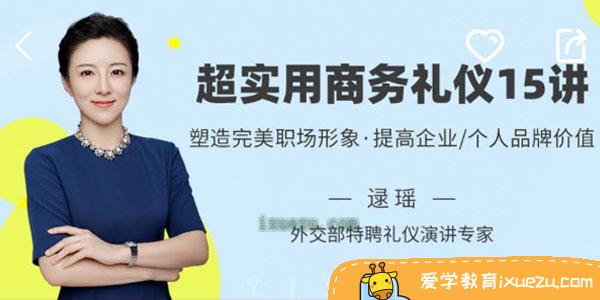 超实用商务礼仪15讲
塑造完美职场形象·提高企业/个人品牌价值
— 逯瑶 —
ixuezu.com
外交部特聘礼仪演讲专家
爱学教育ixuezu.com